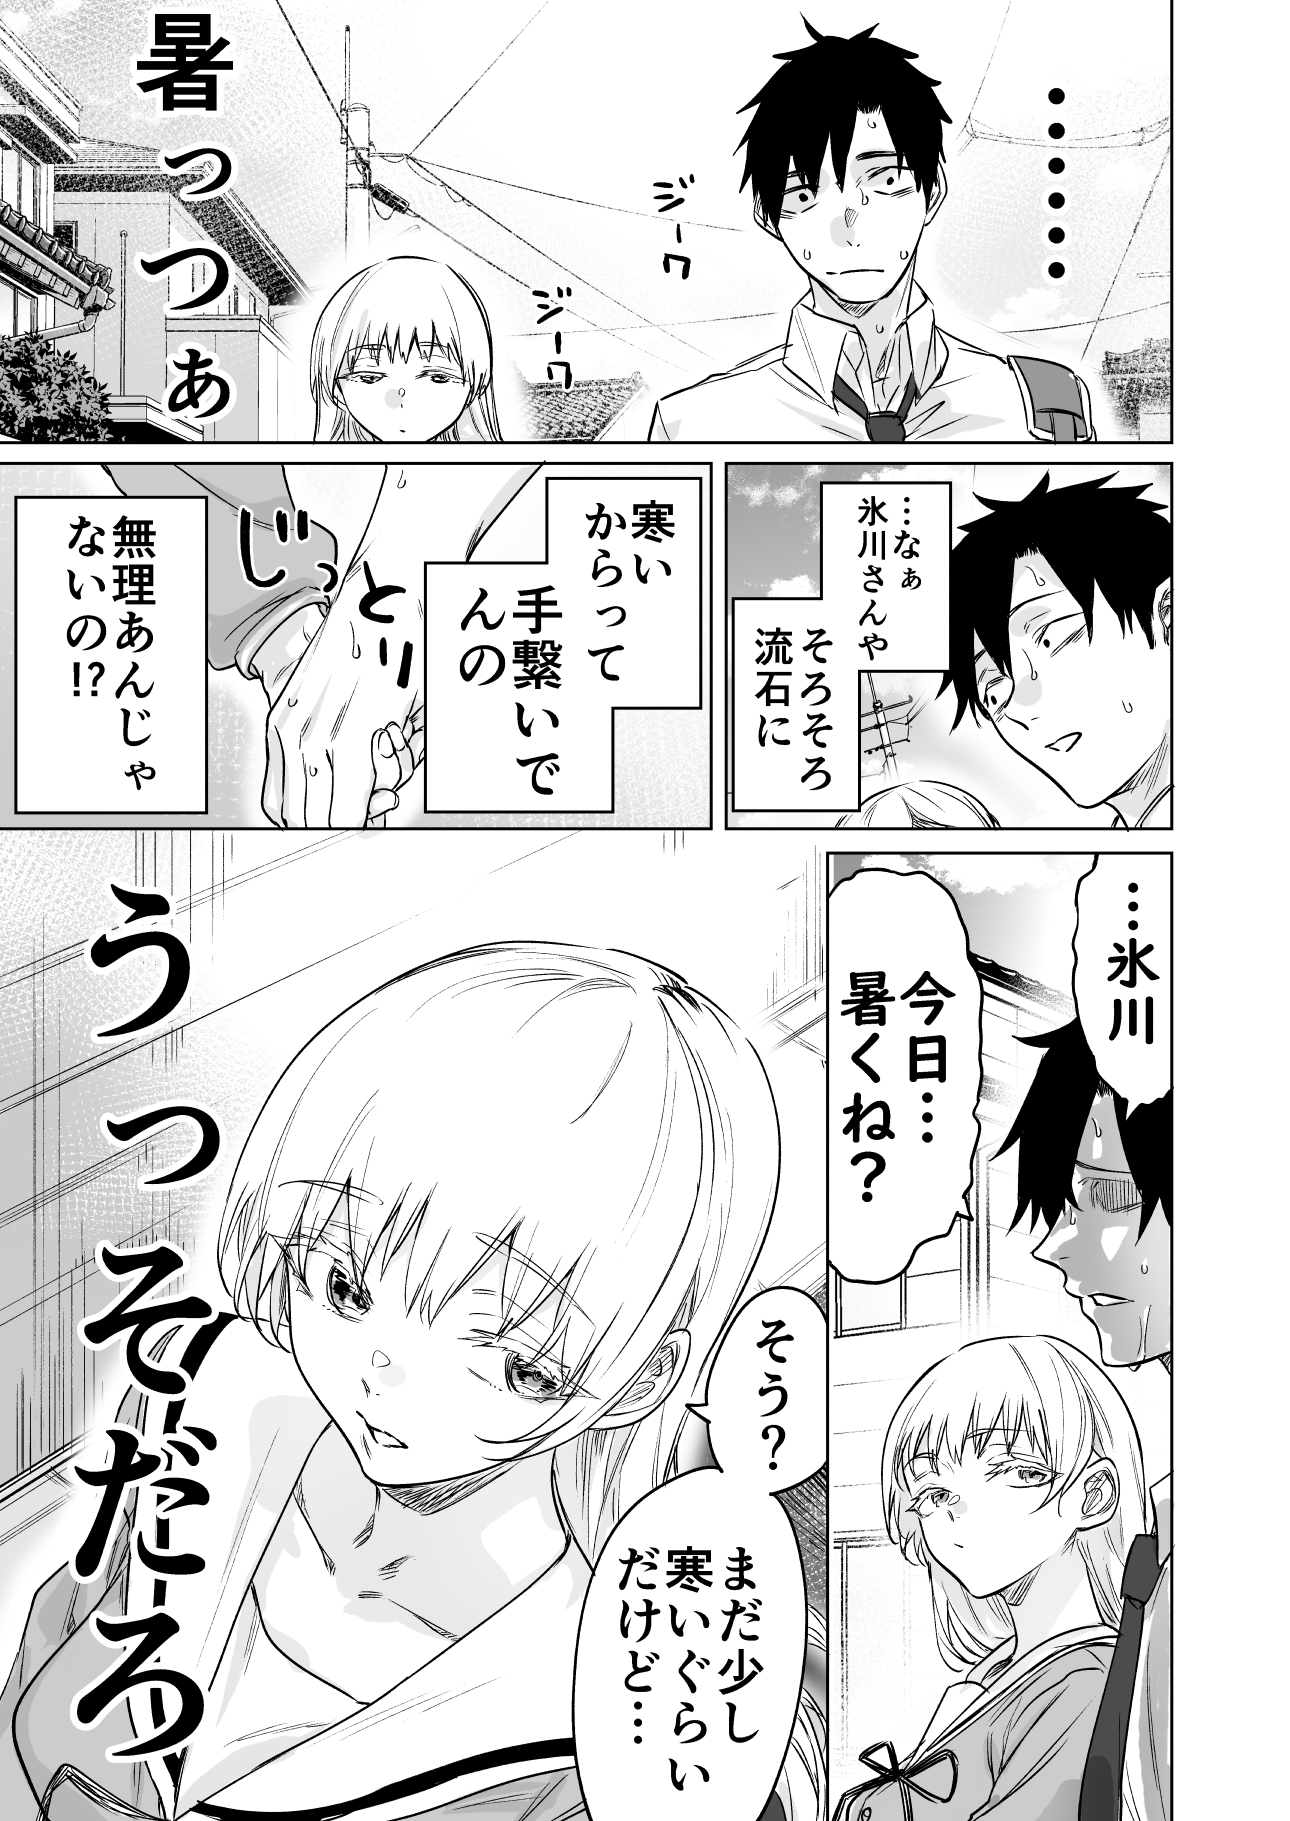 ・・・・・・
ジーワ
ジーワ
暑っつぁ
…なぁ
氷川さんや
そろそろ
流石に
寒い
からって
手繋いで
んの
じっとり
無理あんじゃ
ないの!?
…氷川
今日…
暑くね？
そう？
まだ少し
寒いぐらい
だけど…
うっそだろ